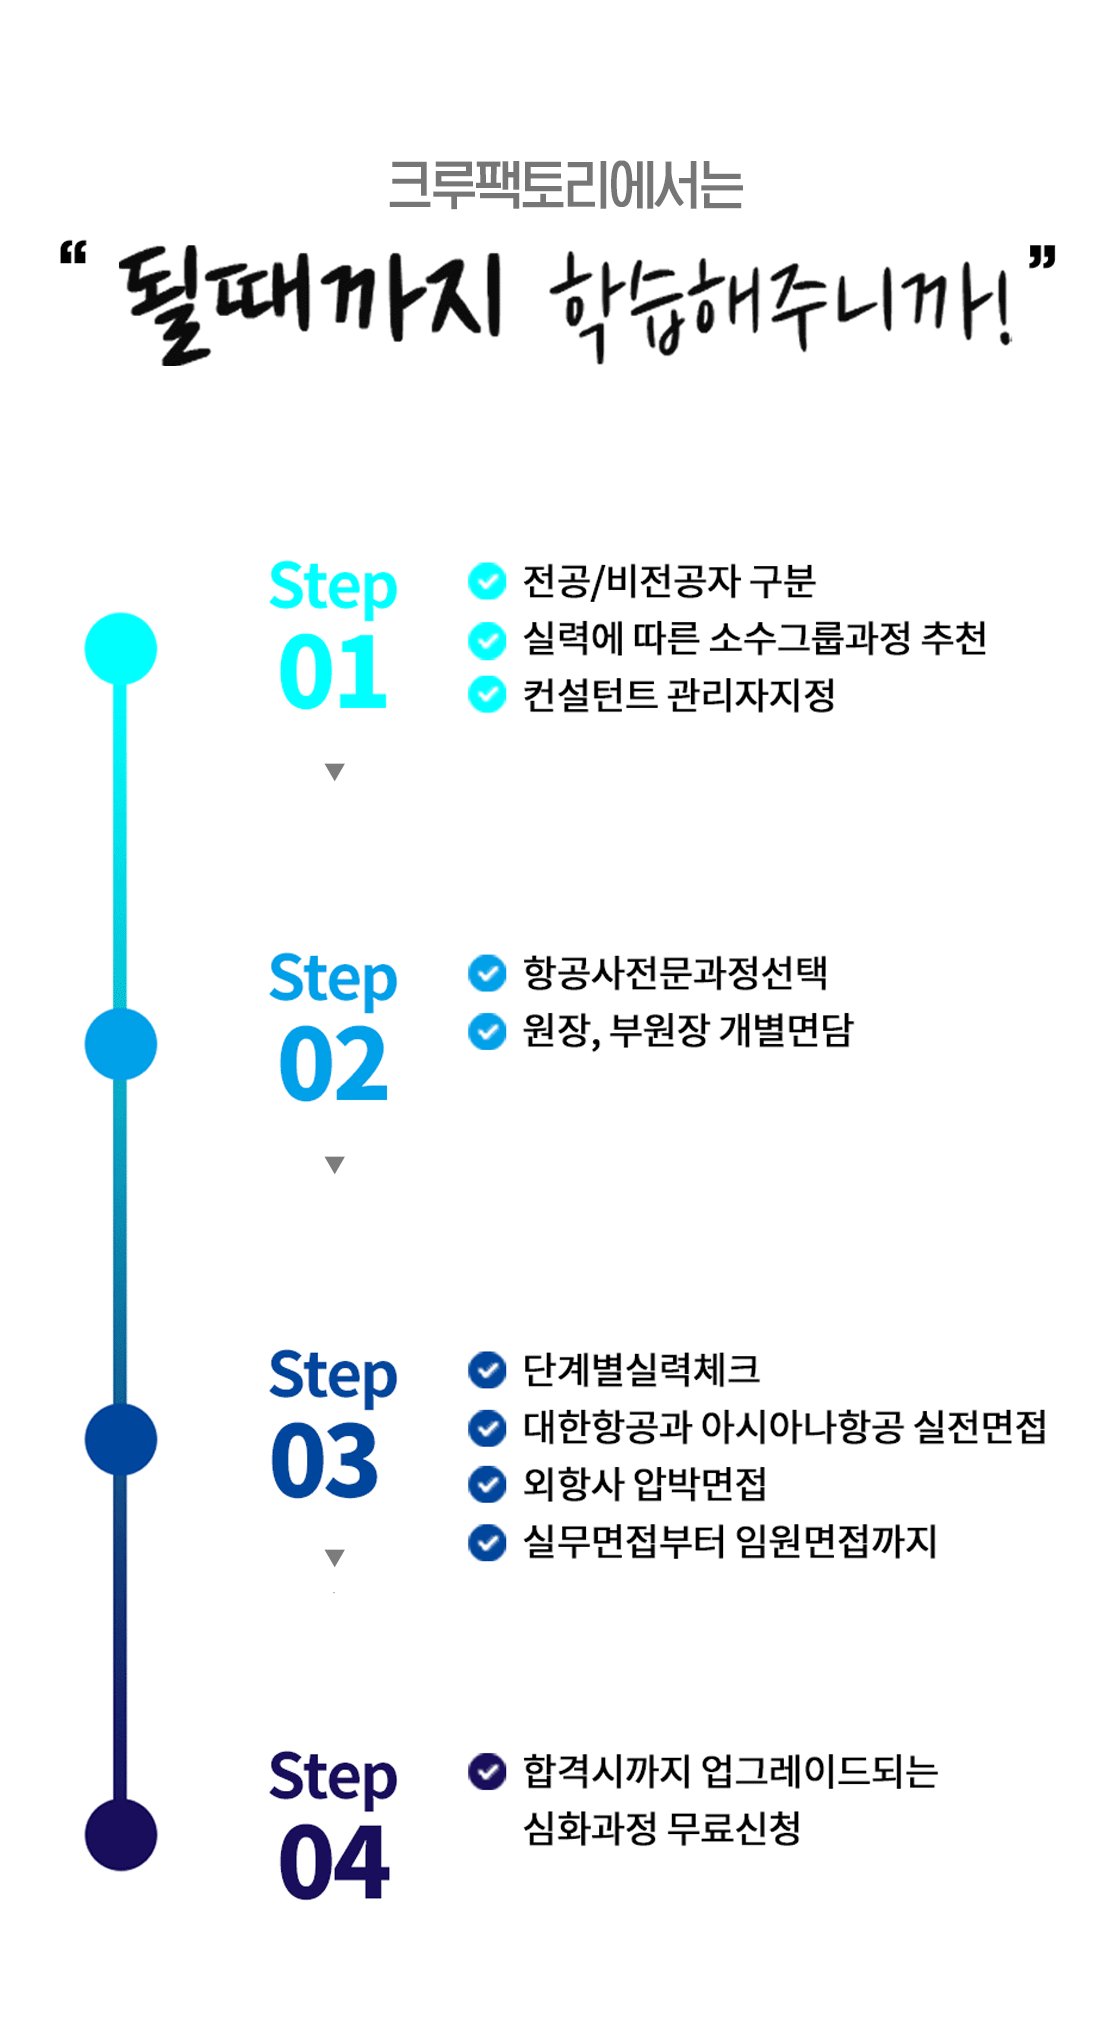 크루팩토리에서는
“ 될때까지 학습해주니까! ”
Step
01
전공/비전공자 구분
실력에 따른 소수그룹과정 추천
컨설턴트 관리자지정
Step
02
항공사전문과정선택
원장, 부원장 개별면담
Step
03
단계별실력체크
대한항공과 아시아나항공 실전면접
외항사 압박면접
실무면접부터 임원면접까지
Step
04
합격시까지 업그레이드되는
심화과정 무료신청